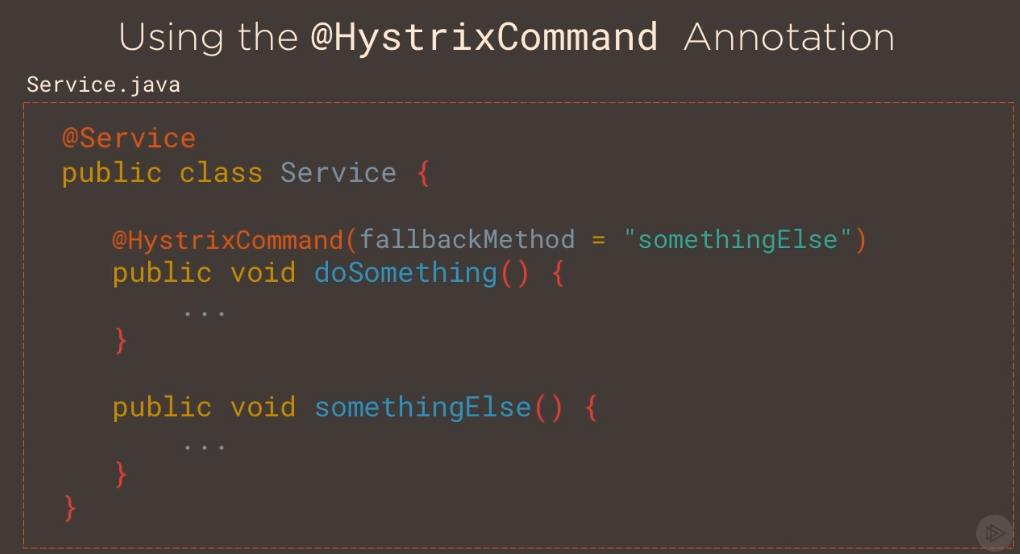 Using the @HystrixCommand Annotation
Service.java
@Service
public class Service {
@HystrixCommand(fallbackMethod = "somethingElse")
public void doSomething() {
...
}
public void somethingElse() {
...
}
}